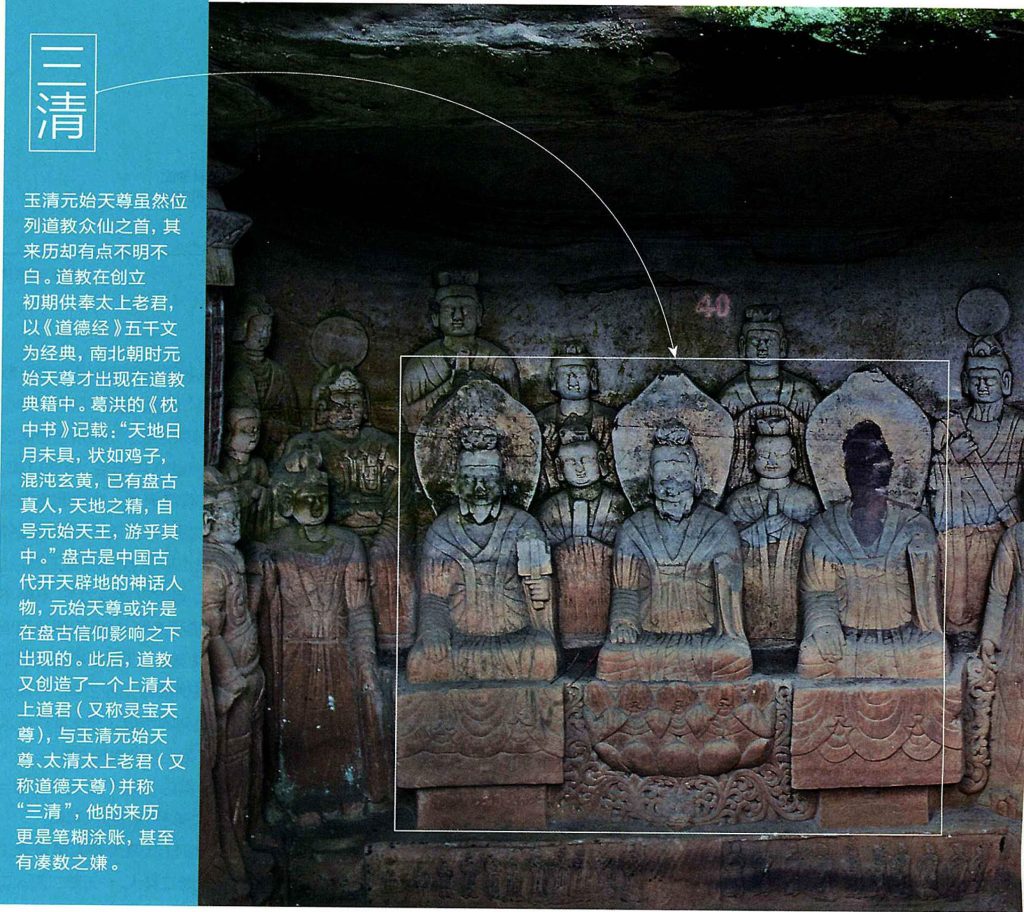 三清
玉清元始天尊虽然位
列道教众仙之首，其
来历却有点不明不
白。道教在创立
初期供奉太上老君，
以《道德经》五千文
为经典，南北朝时元
始天尊才出现在道教
典籍中。葛洪的《枕
中书》记载：“天地日
月未具，状如鸡子，
混沌玄黄，已有盘古
真人，天地之精，自
号元始天王，游乎其
中。”盘古是中国古
代开天辟地的神话人
物，元始天尊或许是
在盘古信仰影响之下
出现的。此后，道教
又创造了一个上清太
上道君（又称灵宝天
尊），与玉清元始天
尊、太清太上老君（又
称道德天尊）并称
“三清”，他的来历
更是笔糊涂账，甚至
有凑数之嫌。
40